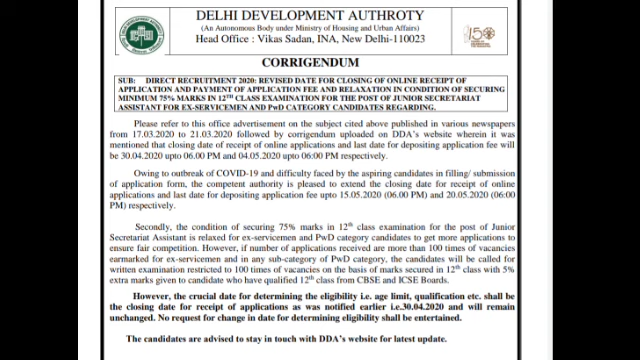 DELHI DEVELOPMENT AUTHROTY
(An Autonomous Body under Ministry of Housing and Urban Affairs)
Head Office : Vikas Sadan, INA, New Delhi-110023
150
CORRIGENDUM
SUB: DIRECT RECRUITMENT 2020: REVISED DATE FOR CLOSING OF ONLINE RECEIPT OF
APPLICATION AND PAYMENT OF APPLICATION FEE AND RELAXATION IN CONDITION OF SECURING
MINIMUM 75% MARKS IN 12TH CLASS EXAMINATION FOR THE POST OF JUNIOR SECRETARIAT
ASSISTANT FOR EX-SERVICEMEN AND PwD CATEGORY CANDIDATES REGARDING.
Please refer to this office advertisement on the subject cited above published in various newspapers
from 17.03.2020 to 21.03.2020 followed by corrigendum uploaded on DDA's website wherein it was
mentioned that closing date of receipt of online applications and last date for depositing application fee will
be 30.04.2020 upto 06.00 PM and 04.05.2020 upto 06:00 PM respectively.
Owing to outbreak of COVID-19 and difficulty faced by the aspiring candidates in filling/ submission
of application form, the competent authority is pleased to extend the closing date for receipt of online
applications and last date for depositing application fee upto 15.05.2020 (06.00 PM) and 20.05.2020 (06:00
PM) respectively.
Secondly, the condition of securing 75% marks in 12th class examination for the post of Junior
Secretariat Assistant is relaxed for ex-servicemen and PwD category candidates to get more applications to
ensure fair competition. However, if number of applications received are more than 100 times of vacancies
earmarked for ex-servicemen and in any sub-category of PwD category, the candidates will be called for
written examination restricted to 100 times of vacancies on the basis of marks secured in 12th class with 5%
extra marks given to candidate who have qualified 12th class from CBSE and ICSE Boards.
However, the crucial date for determining the eligibility i.e. age limit, qualification etc. shall be
the closing date for receipt of applications as was notified earlier i.e.30.04.2020 and will remain
unchanged. No request for change in date for determining eligibility shall be entertained.
The candidates are advised to stay in touch with DDA's website for latest update.